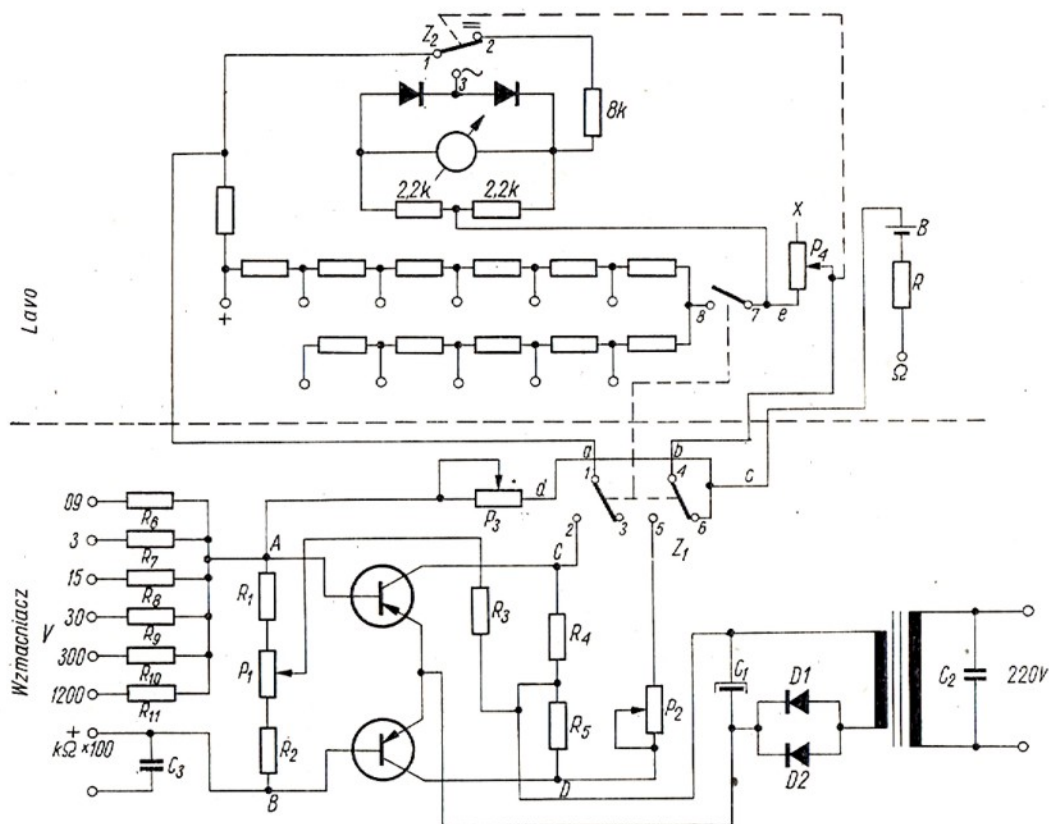 Z2
=
1
2
3
~
8k
2,2k
2,2k
X
P4
B
R
Ω
+
8
7
e
Lavo
a
b
c
d
1
4
2
3
5
6
Z1
P3
09
R6
3
R7
15
R8
30
R9
V
300
R10
1200
R11
+
kΩ×100
C3
A
R1
P1
R2
B
R3
C
R4
R5
D
P2
C1
D1
D2
C2
220V
Wzmacniacz